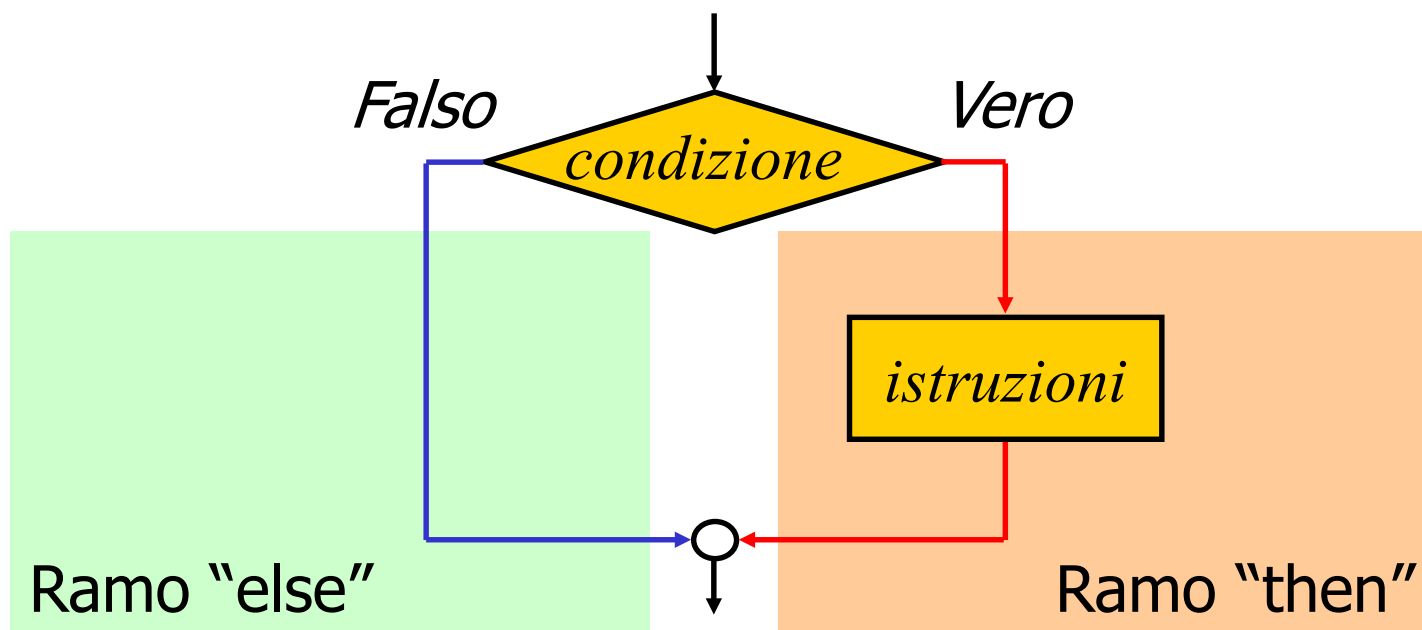 Falso
Vero
condizione
istruzioni
Ramo “else”
Ramo “then”